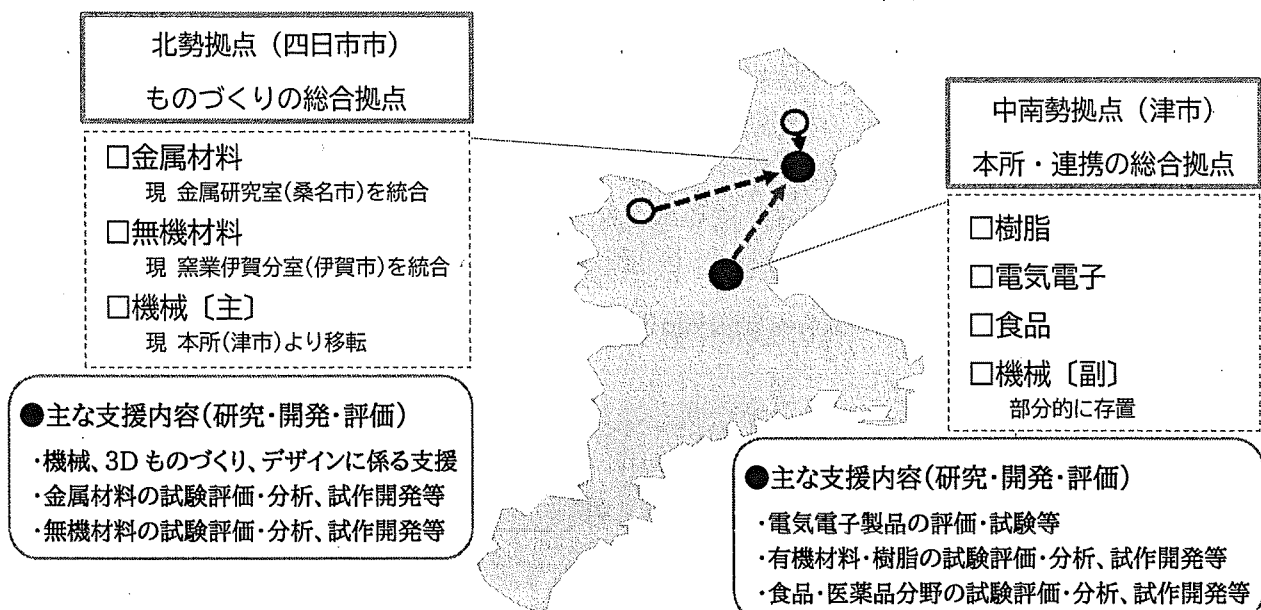 北勢拠点（四日市市）
ものづくりの総合拠点
□金属材料
現 金属研究室(桑名市)を統合
□無機材料
現 窯業伊賀分室(伊賀市)を統合
□機械〔主〕
現 本所(津市)より移転
●主な支援内容(研究・開発・評価)
・機械、3Dものづくり、デザインに係る支援
・金属材料の試験評価・分析、試作開発等
・無機材料の試験評価・分析、試作開発等
中南勢拠点（津市）
本所・連携の総合拠点
□樹脂
□電気電子
□食品
□機械〔副〕
部分的に存置
●主な支援内容(研究・開発・評価)
・電気電子製品の評価・試験等
・有機材料・樹脂の試験評価・分析、試作開発等
・食品・医薬品分野の試験評価・分析、試作開発等